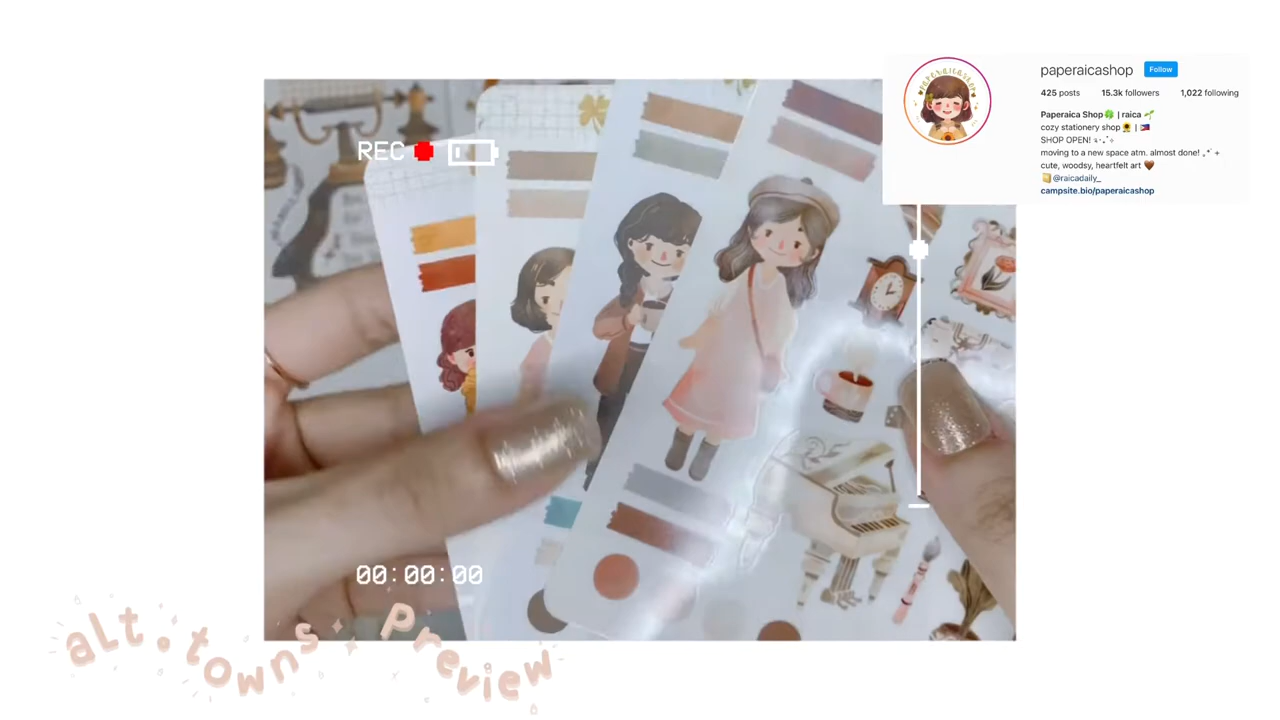 paperaicashop Follow
425 posts 15.3k followers 1,022 following
Paperaica Shop🍀 | raica 🌱
cozy stationery shop 🌻 | 🇵🇭
SHOP OPEN!
moving to a new space atm. almost done!
cute, woodsy, heartfelt art 🤎
@raicadaily_
campsite.bio/paperaicashop
PAPERAICASHOP
REC
00:00:00
alt.towns preview